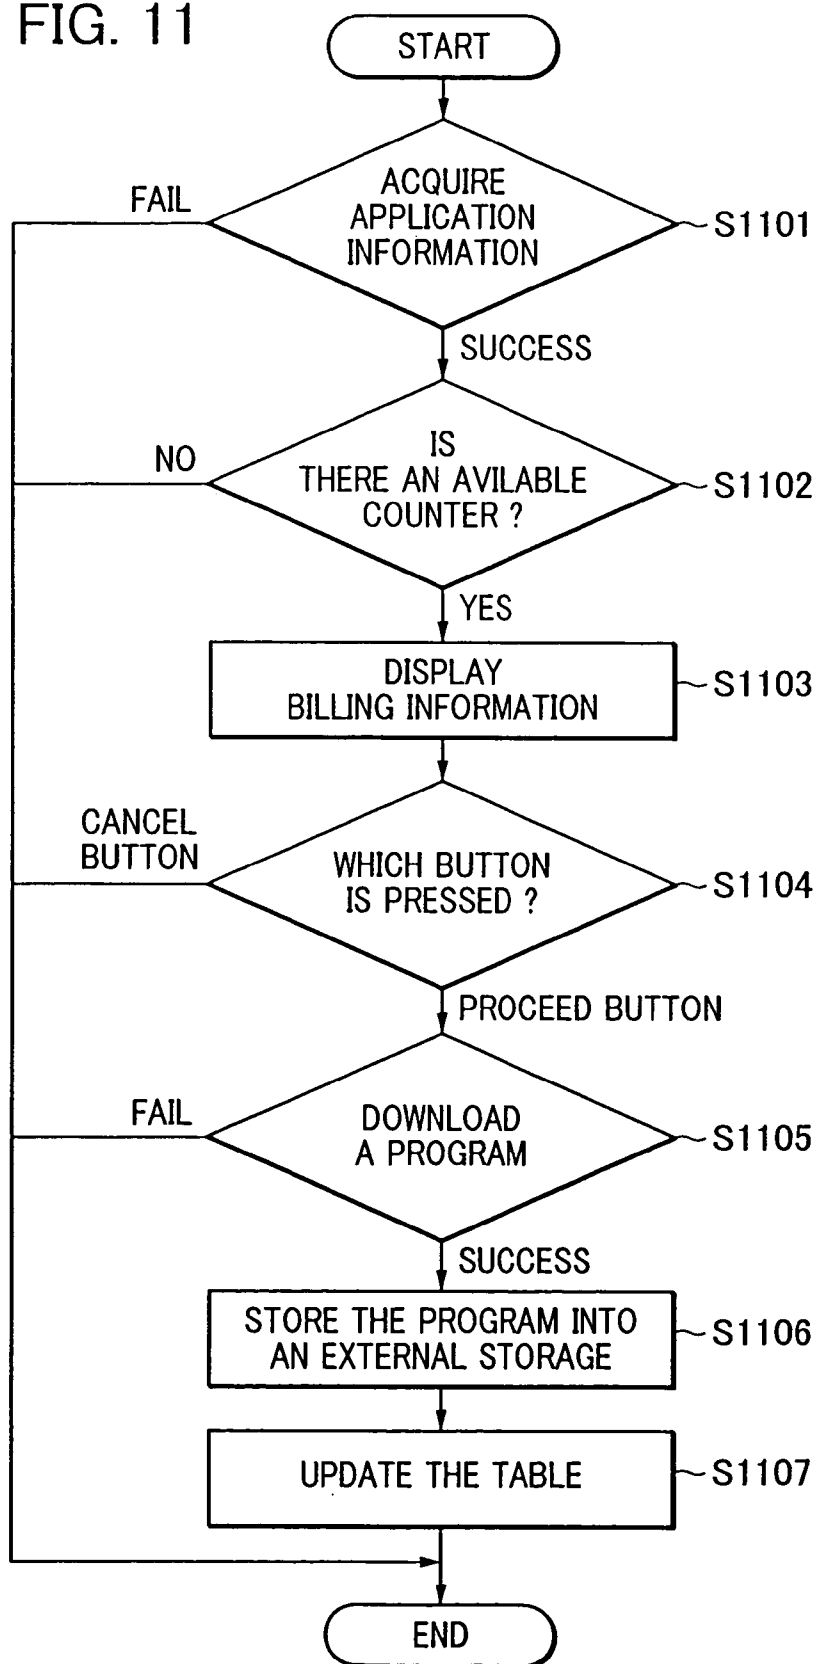 FIG. 11
START
ACQUIRE
APPLICATION
INFORMATION
FAIL
S1101
SUCCESS
IS
THERE AN AVILABLE
COUNTER ?
NO
S1102
YES
DISPLAY
BILLING INFORMATION
S1103
CANCEL
BUTTON
WHICH BUTTON
IS PRESSED ?
S1104
PROCEED BUTTON
FAIL
DOWNLOAD
A PROGRAM
S1105
SUCCESS
STORE THE PROGRAM INTO
AN EXTERNAL STORAGE
S1106
UPDATE THE TABLE
S1107
END